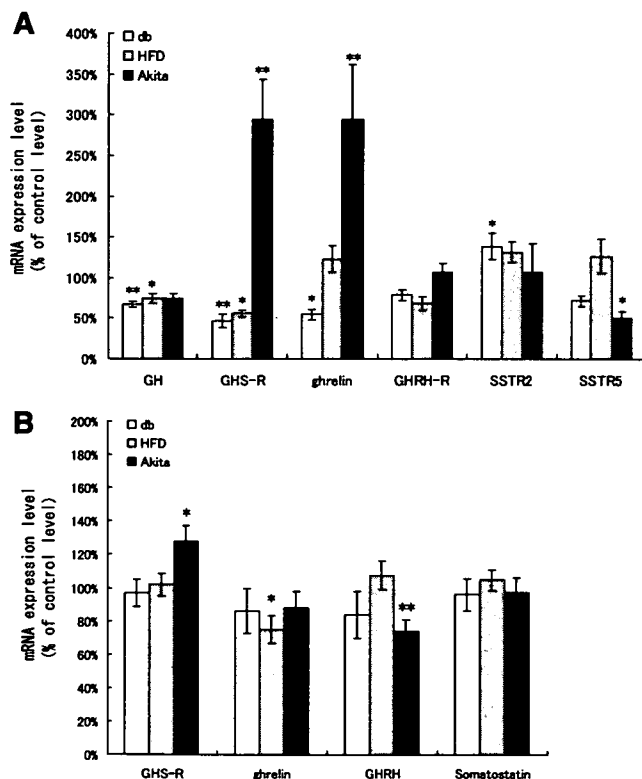 A
mRNA expression level
(% of control level)
400%
350%
300%
250%
200%
150%
100%
50%
0%
db
HFD
Akita
**
*
**
*
**
*
**
*
*
GH
GHS-R
ghrelin
GHRH-R
SSTR2
SSTR5
B
mRNA expression level
(% of control level)
200%
180%
160%
140%
120%
100%
80%
60%
40%
20%
0%
db
HFD
Akita
*
*
**
GHS-R
ghrelin
GHRH
Somatostatin